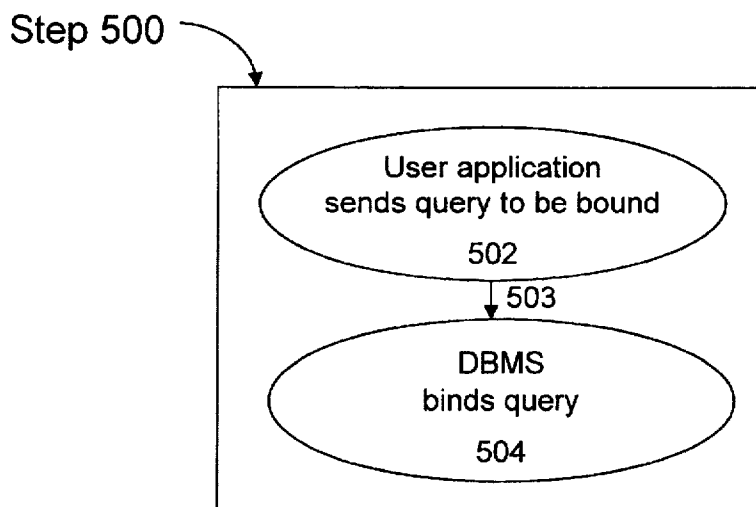 Step 500
User application
sends query to be bound
502
503
DBMS
binds query
504